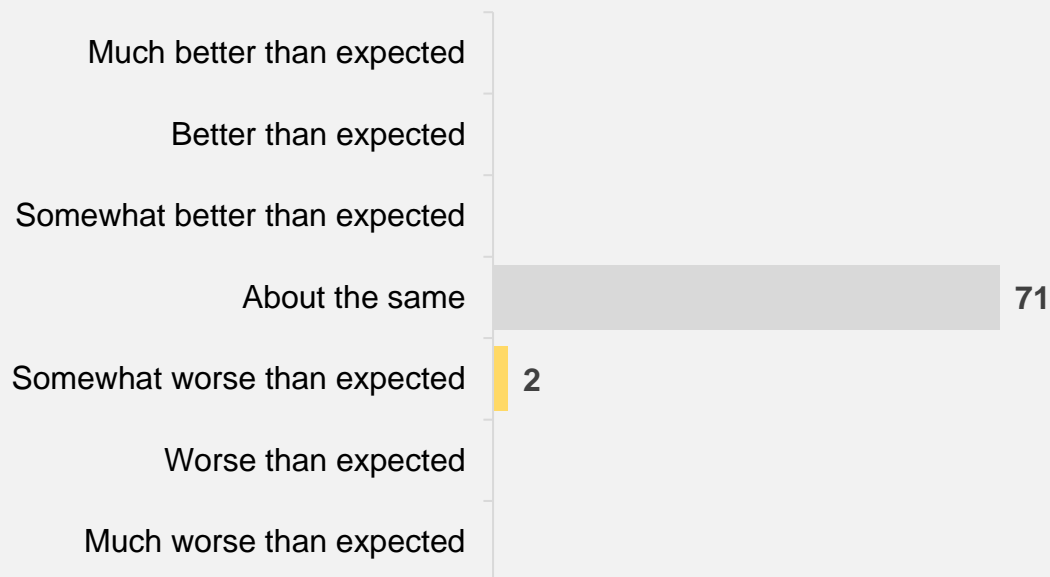 Much better than expected
Better than expected
Somewhat better than expected
About the same
71
Somewhat worse than expected
2
Worse than expected
Much worse than expected